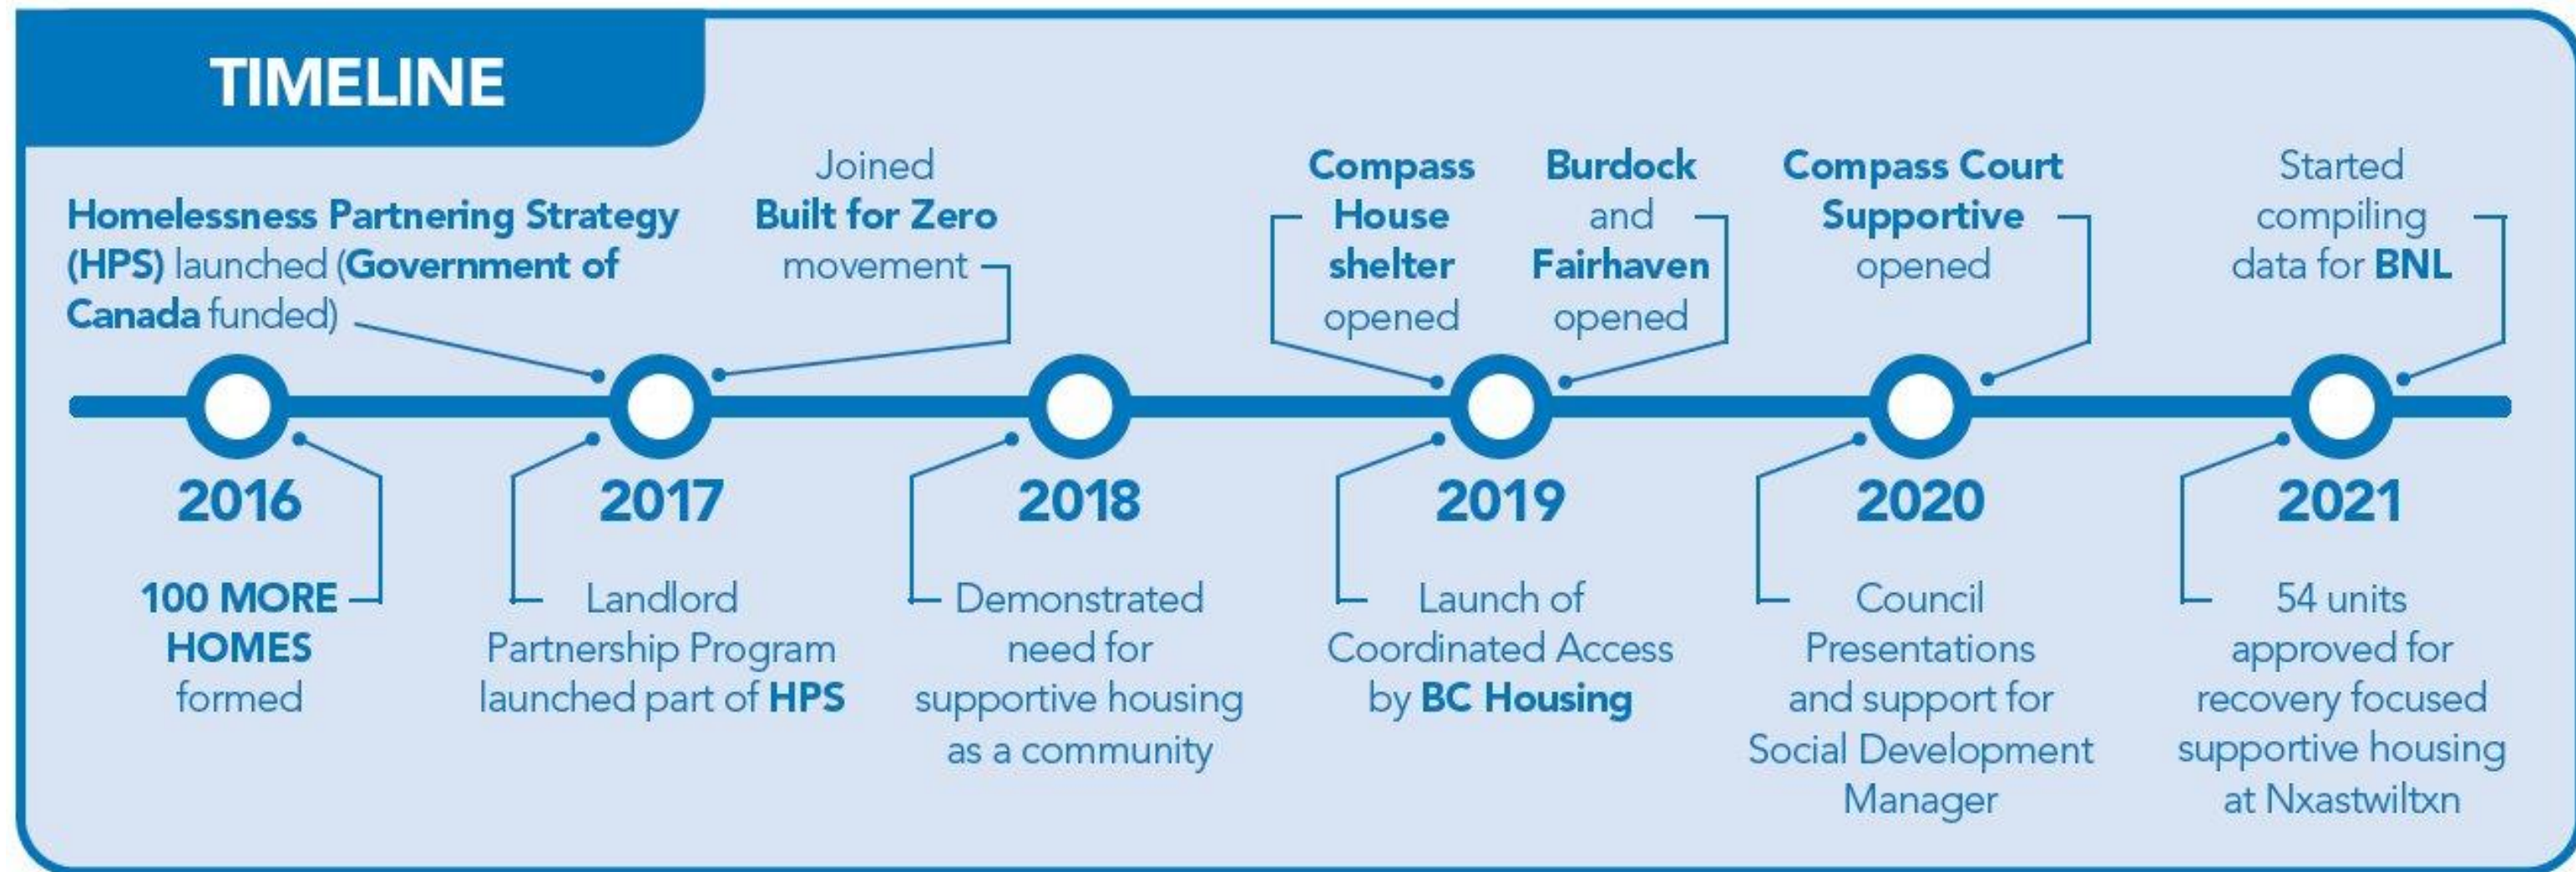 TIMELINE
Homelessness Partnering Strategy
(HPS) launched (Government of
Canada funded)
Joined
Built for Zero
movement
Compass
House
shelter
opened
Burdock
and
Fairhaven
opened
Compass Court
Supportive
opened
Started
compiling
data for BNL
2016
2017
2018
2019
2020
2021
100 MORE
HOMES
formed
Landlord
Partnership Program
launched part of HPS
Demonstrated
need for
supportive housing
as a community
Launch of
Coordinated Access
by BC Housing
Council
Presentations
and support for
Social Development
Manager
54 units
approved for
recovery focused
supportive housing
at Nxastwiltxn